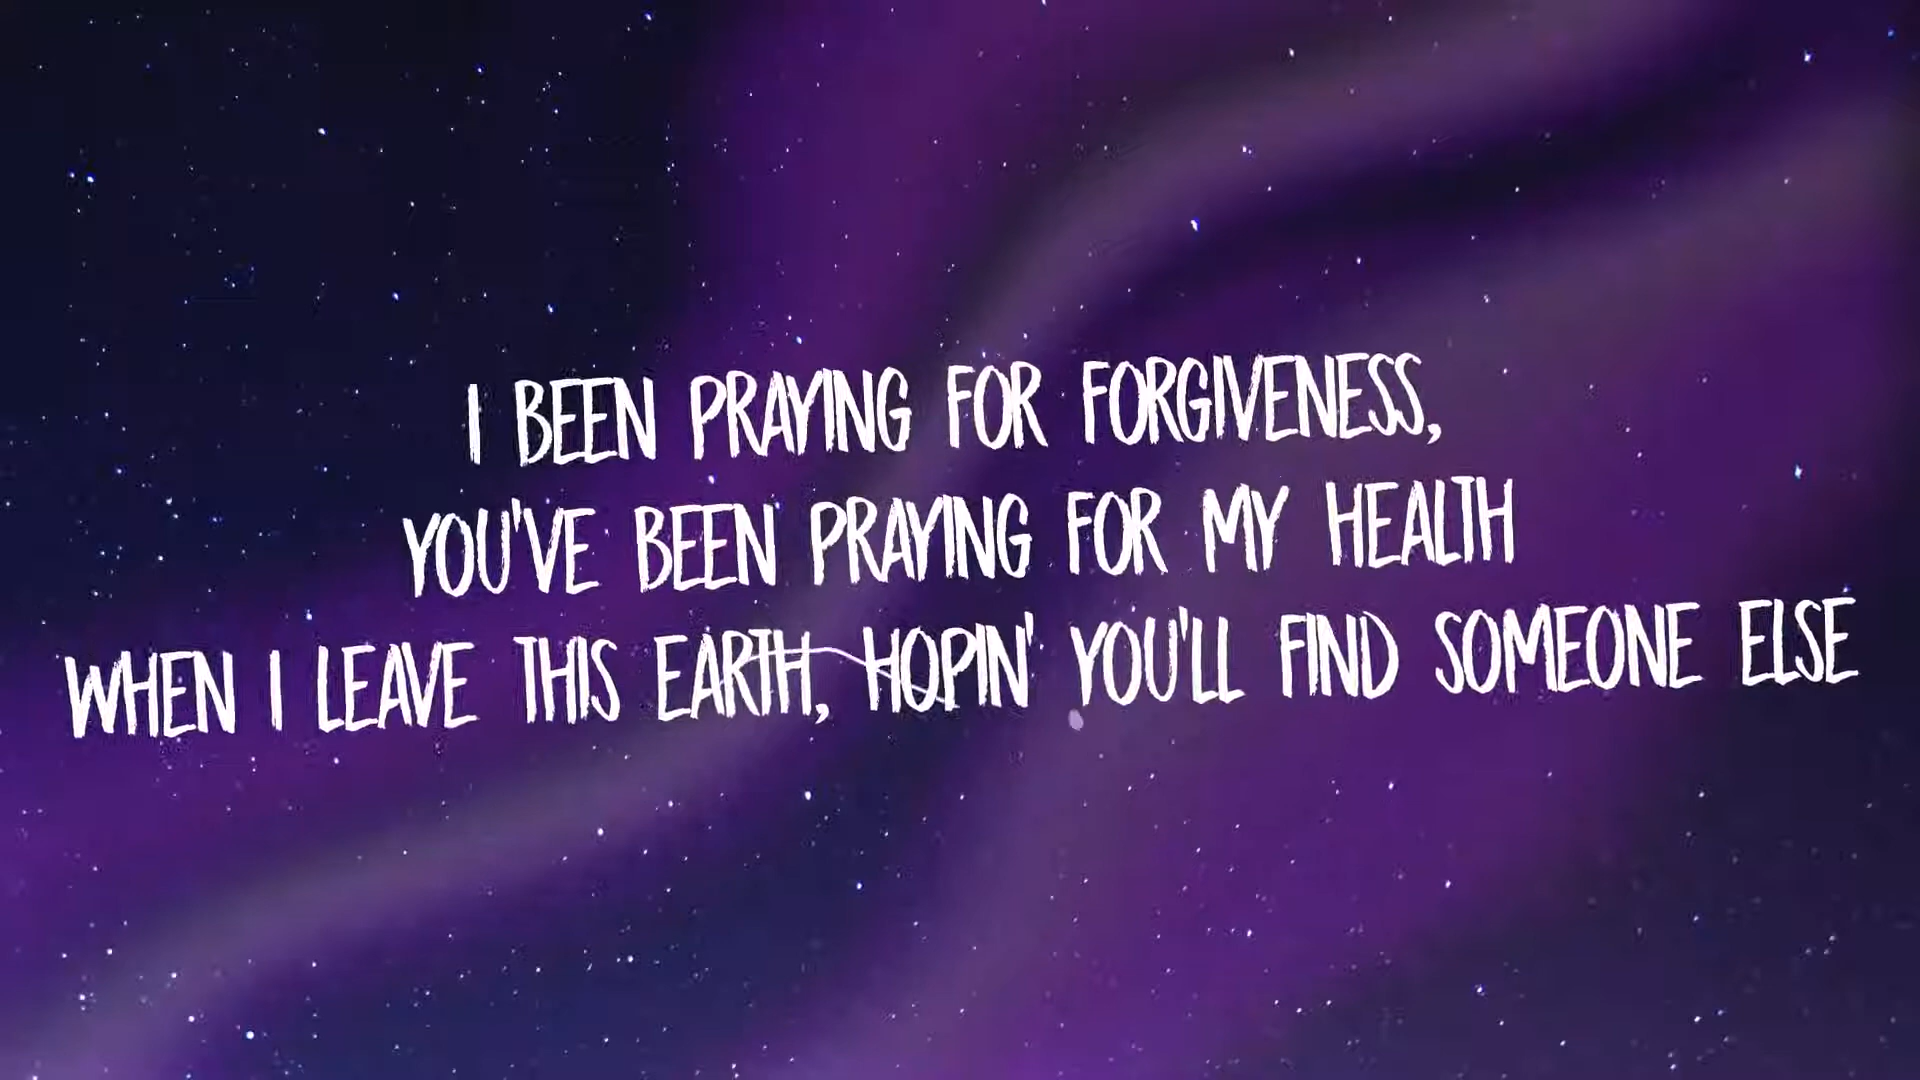 I BEEN PRAYING FOR FORGIVENESS,
YOU'VE BEEN PRAYING FOR MY HEALTH
WHEN I LEAVE THIS EARTH, HOPIN' YOU'LL FIND SOMEONE ELSE